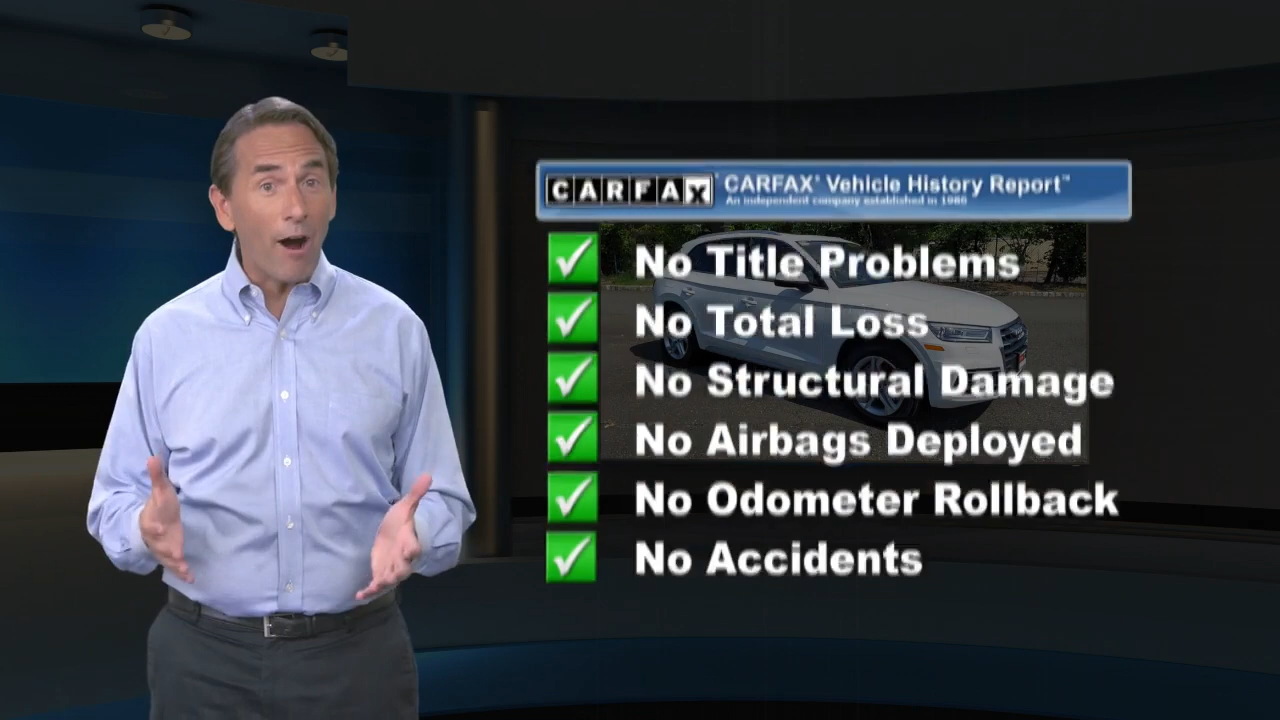 CARFAX CARFAX® Vehicle History Report™
An independent company established in 1986
No Title Problems
No Total Loss
No Structural Damage
No Airbags Deployed
No Odometer Rollback
No Accidents